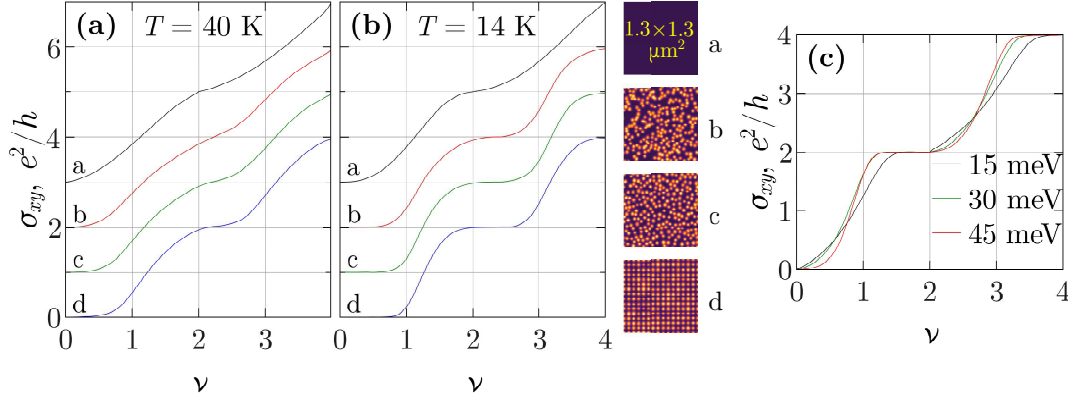 (a) T = 40 K
σxy, e²/h
6
4
2
0
a
b
c
d
0 1 2 3
ν
(b) T = 14 K
0 1 2 3 4
ν
1.3×1.3
μm²
a
b
c
d
(c)
σxy, e²/h
4
3
2
1
0
15 meV
30 meV
45 meV
0 1 2 3 4
ν